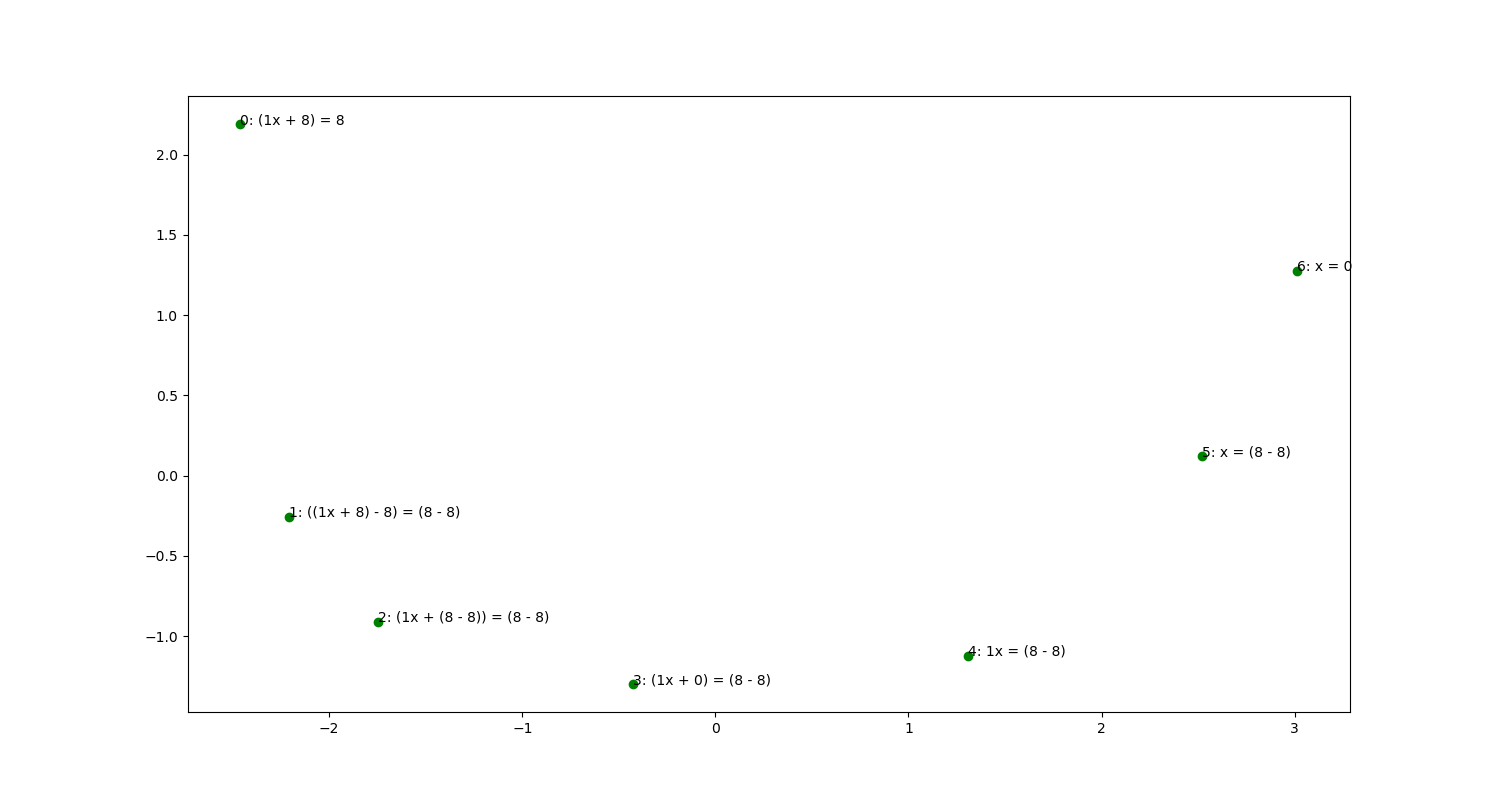 0: (1x + 8) = 8
2.0
1.5
6: x = 0
1.0
0.5
5: x = (8 - 8)
0.0
1: ((1x + 8) - 8) = (8 - 8)
−0.5
2: (1x + (8 - 8)) = (8 - 8)
−1.0
4: 1x = (8 - 8)
3: (1x + 0) = (8 - 8)
−2 −1 0 1 2 3